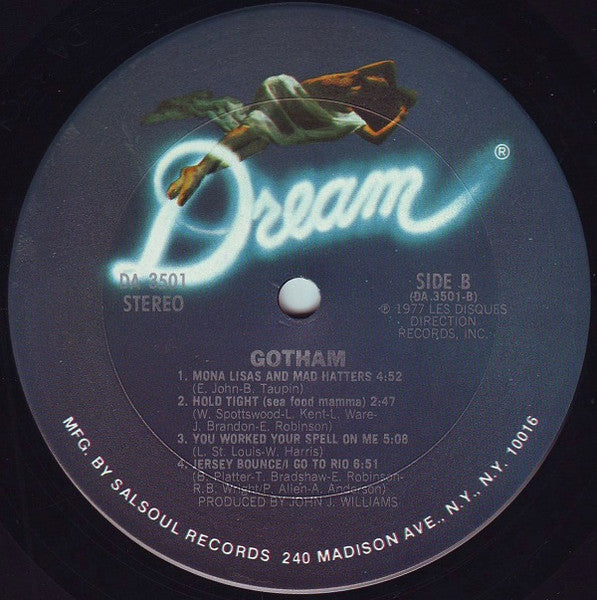 Dream ®
DA 3501
STEREO
SIDE B
(DA.3501-B)
℗ 1977 LES DISQUES
DIRECTION
RECORDS, INC.
GOTHAM
1. MONA LISAS AND MAD HATTERS 4:52
(E. John-B. Taupin)
2. HOLD TIGHT (sea food mamma) 2:47
(W. Spottswood-L. Kent-L. Ware-
J. Brandon-E. Robinson)
3. YOU WORKED YOUR SPELL ON ME 5:08
(L. St. Louis-W. Harris)
4. JERSEY BOUNCE/I GO TO RIO 6:51
(B. Platter-T. Bradshaw-E. Robinson-
R.B. Wright/P. Allen-A. Anderson)
PRODUCED BY JOHN J. WILLIAMS
MFG. BY SALSOUL RECORDS 240 MADISON AVE., N.Y., N.Y. 10016